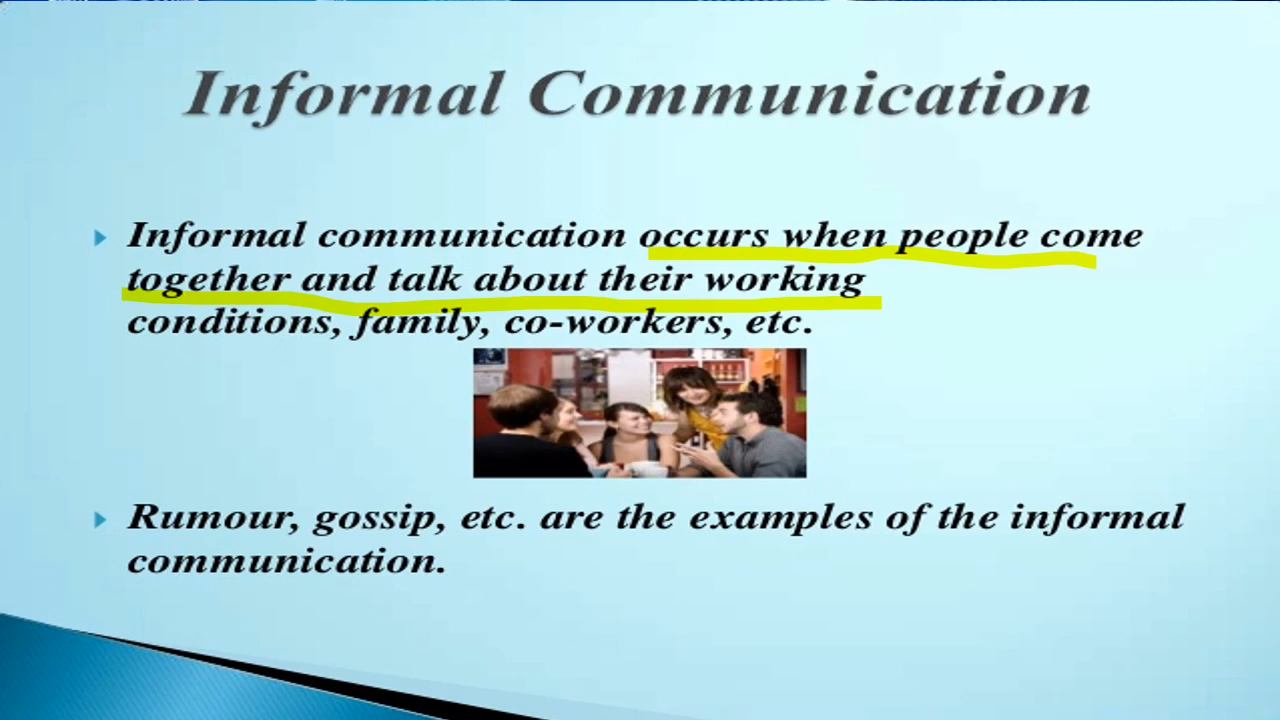 Informal Communication
Informal communication occurs when people come
together and talk about their working
conditions, family, co-workers, etc.
Rumour, gossip, etc. are the examples of the informal
communication.